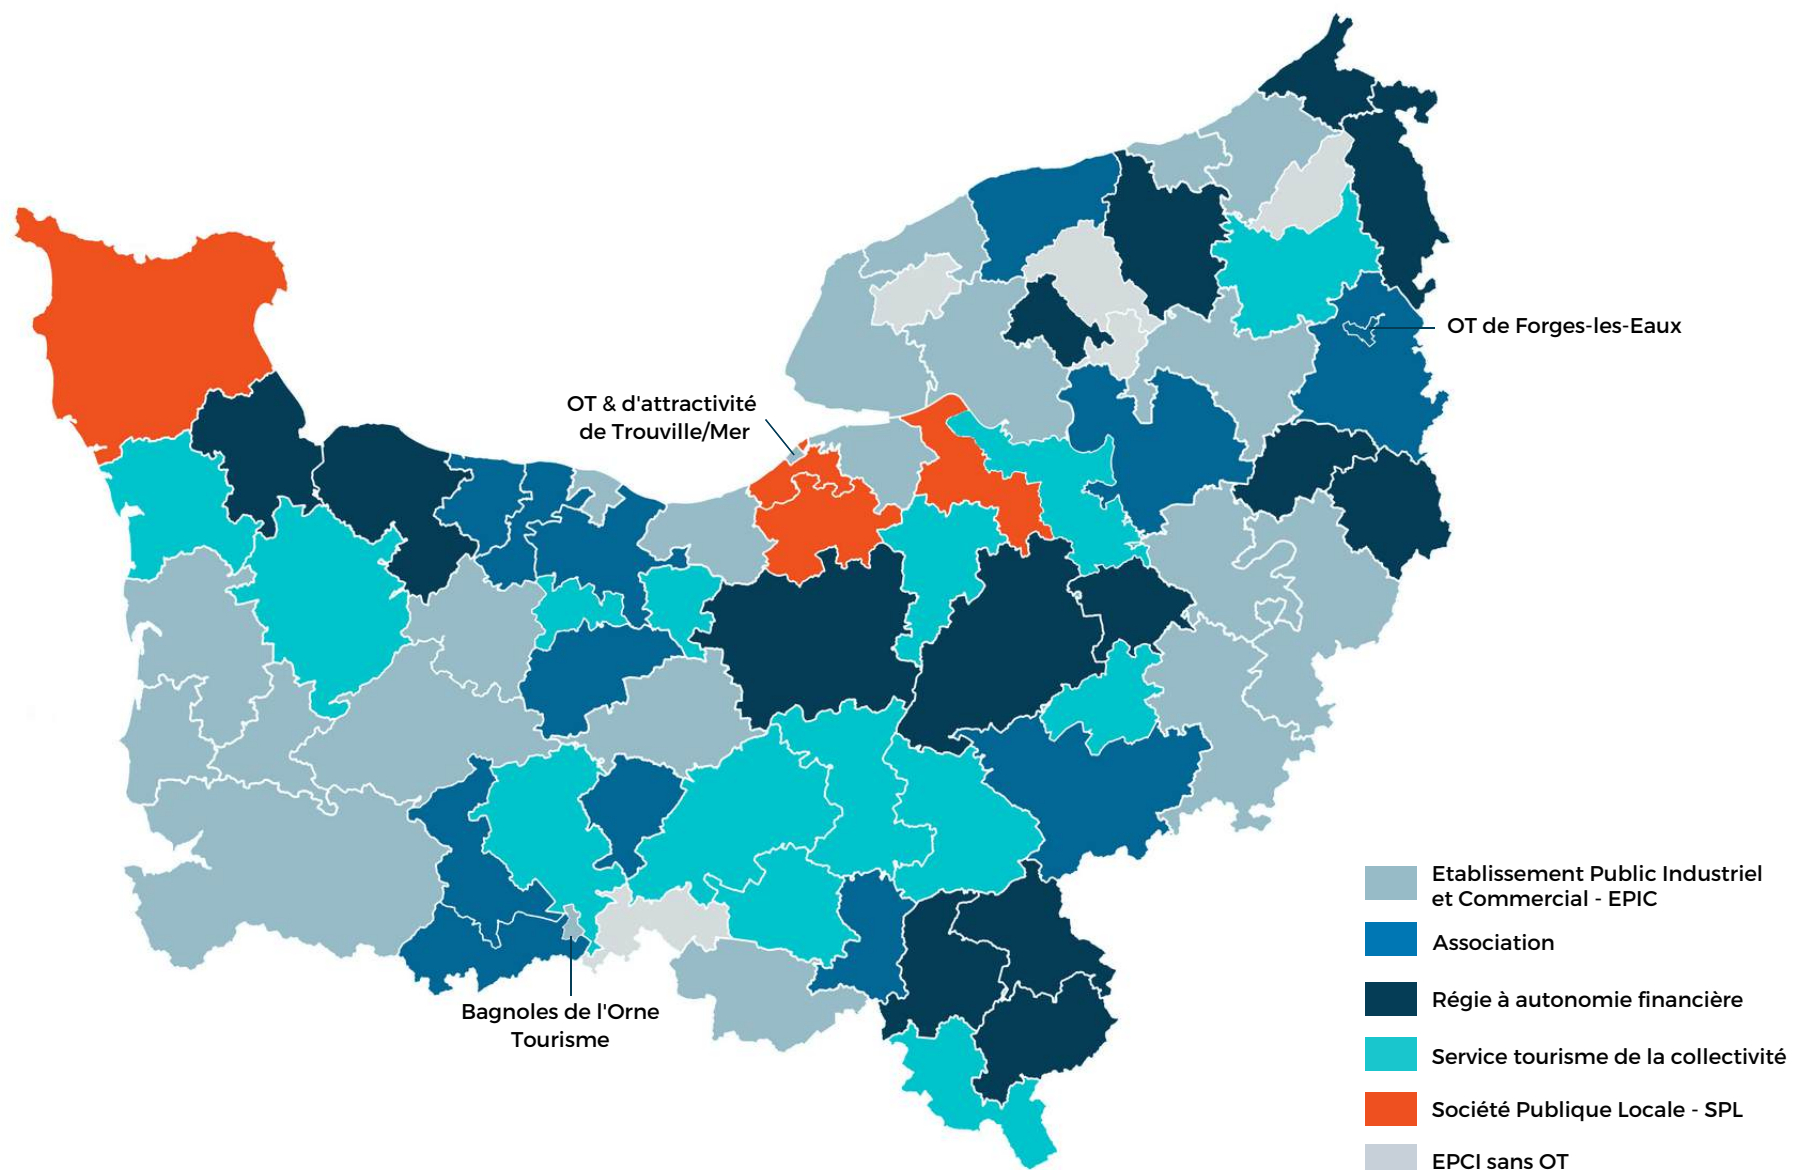 OT de Forges-les-Eaux
OT & d'attractivité
de Trouville/Mer
Bagnoles de l'Orne
Tourisme
Etablissement Public Industriel
et Commercial - EPIC
Association
Régie à autonomie financière
Service tourisme de la collectivité
Société Publique Locale - SPL
EPCI sans OT